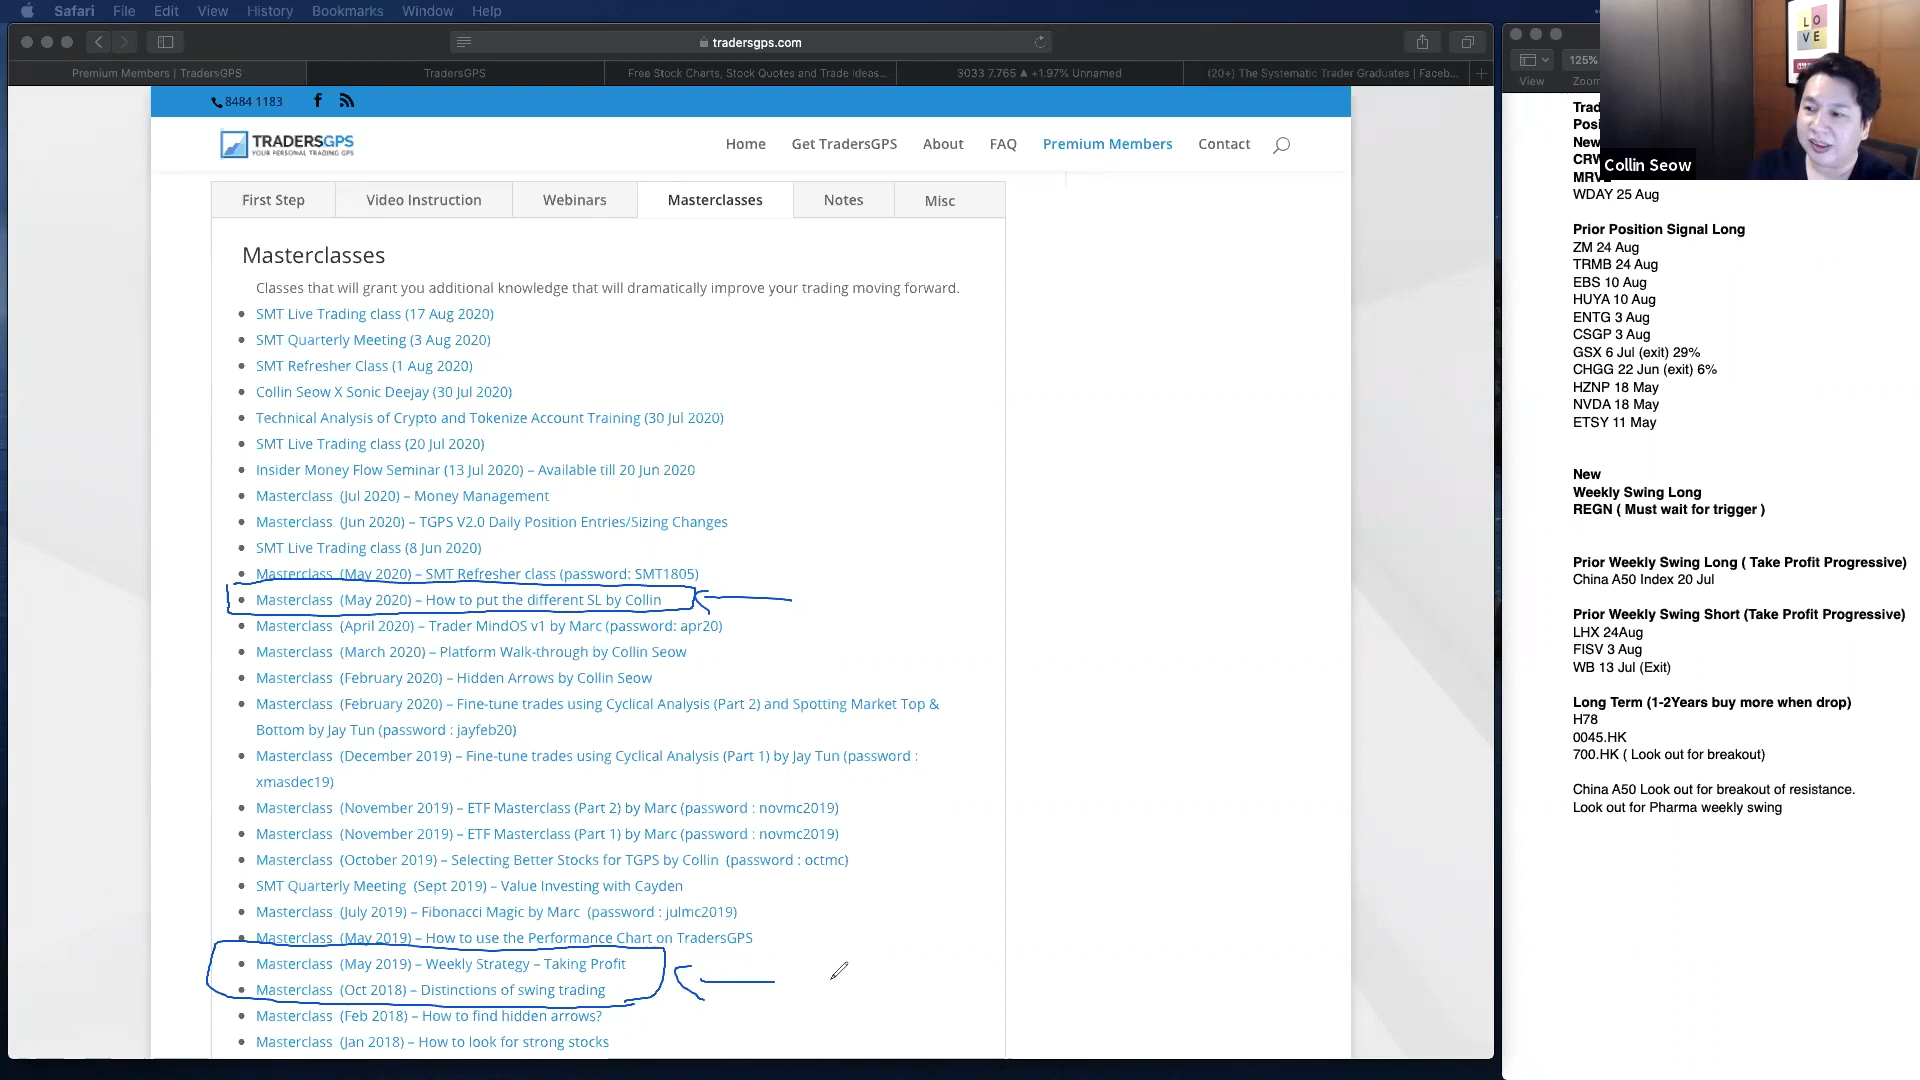 Safari File Edit View History Bookmarks Window Help
tradersgps.com
Premium Members | TradersGPS
TradersGPS
Free Stock Charts, Stock Quotes and Trade Ideas...
3033 7.765 ▲ +1.97% Unnamed
(20+) The Systematic Trader Graduates | Faceb...
8484 1183
TRADERSGPS
YOUR PERSONAL TRADING GPS
Home Get TradersGPS About FAQ Premium Members Contact
First Step Video Instruction Webinars Masterclasses Notes Misc
Masterclasses
Classes that will grant you additional knowledge that will dramatically improve your trading moving forward.
SMT Live Trading class (17 Aug 2020)
SMT Quarterly Meeting (3 Aug 2020)
SMT Refresher Class (1 Aug 2020)
Collin Seow X Sonic Deejay (30 Jul 2020)
Technical Analysis of Crypto and Tokenize Account Training (30 Jul 2020)
SMT Live Trading class (20 Jul 2020)
Insider Money Flow Seminar (13 Jul 2020) – Available till 20 Jun 2020
Masterclass (Jul 2020) – Money Management
Masterclass (Jun 2020) – TGPS V2.0 Daily Position Entries/Sizing Changes
SMT Live Trading class (8 Jun 2020)
Masterclass (May 2020) – SMT Refresher class (password: SMT1805)
Masterclass (May 2020) – How to put the different SL by Collin
Masterclass (April 2020) – Trader MindOS v1 by Marc (password: apr20)
Masterclass (March 2020) – Platform Walk-through by Collin Seow
Masterclass (February 2020) – Hidden Arrows by Collin Seow
Masterclass (February 2020) – Fine-tune trades using Cyclical Analysis (Part 2) and Spotting Market Top &
Bottom by Jay Tun (password : jayfeb20)
Masterclass (December 2019) – Fine-tune trades using Cyclical Analysis (Part 1) by Jay Tun (password :
xmasdec19)
Masterclass (November 2019) – ETF Masterclass (Part 2) by Marc (password : novmc2019)
Masterclass (November 2019) – ETF Masterclass (Part 1) by Marc (password : novmc2019)
Masterclass (October 2019) – Selecting Better Stocks for TGPS by Collin (password : octmc)
SMT Quarterly Meeting (Sept 2019) – Value Investing with Cayden
Masterclass (July 2019) – Fibonacci Magic by Marc (password : julmc2019)
Masterclass (May 2019) – How to use the Performance Chart on TradersGPS
Masterclass (May 2019) – Weekly Strategy – Taking Profit
Masterclass (Oct 2018) – Distinctions of swing trading
Masterclass (Feb 2018) – How to find hidden arrows?
Masterclass (Jan 2018) – How to look for strong stocks
125%
View Zoom
LOVE
Collin Seow
Trad
Posi
New
CRW
MRV
WDAY 25 Aug
Prior Position Signal Long
ZM 24 Aug
TRMB 24 Aug
EBS 10 Aug
HUYA 10 Aug
ENTG 3 Aug
CSGP 3 Aug
GSX 6 Jul (exit) 29%
CHGG 22 Jun (exit) 6%
HZNP 18 May
NVDA 18 May
ETSY 11 May
New
Weekly Swing Long
REGN ( Must wait for trigger )
Prior Weekly Swing Long ( Take Profit Progressive)
China A50 Index 20 Jul
Prior Weekly Swing Short (Take Profit Progressive)
LHX 24Aug
FISV 3 Aug
WB 13 Jul (Exit)
Long Term (1-2Years buy more when drop)
H78
0045.HK
700.HK ( Look out for breakout)
China A50 Look out for breakout of resistance.
Look out for Pharma weekly swing